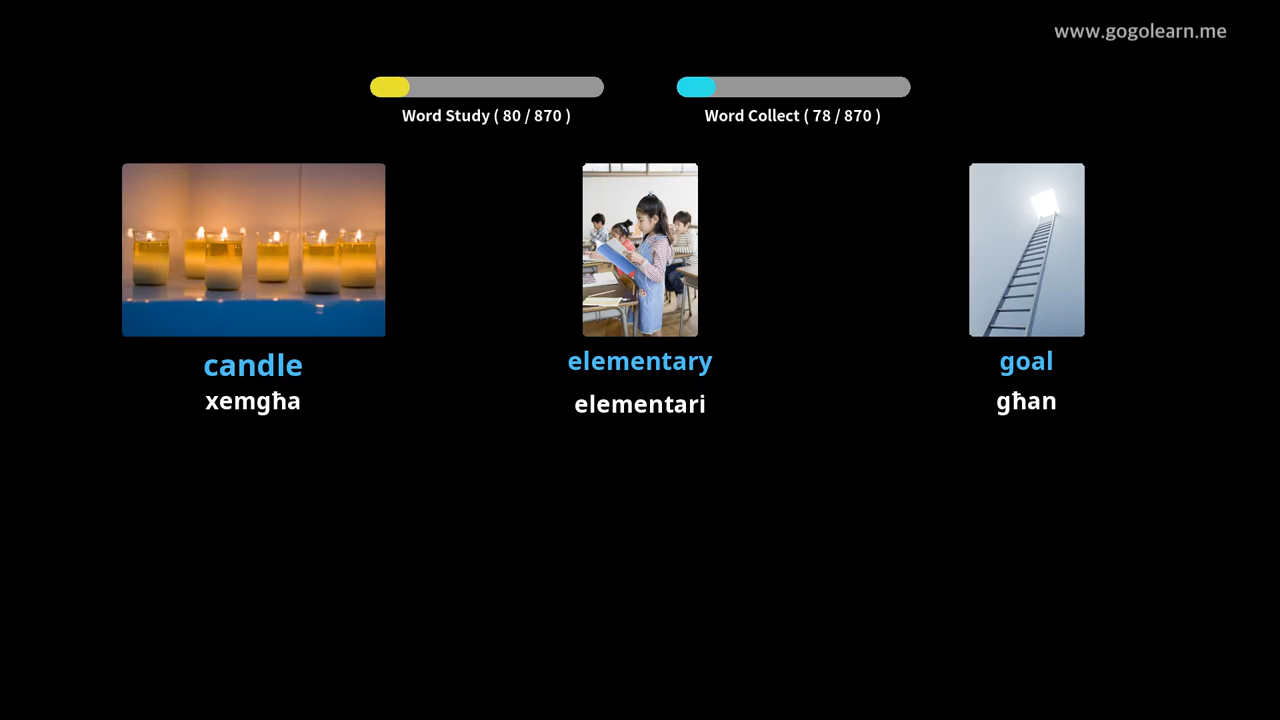 www.gogolearn.me
Word Study ( 80 / 870 )
Word Collect ( 78 / 870 )
candle
xemgħa
elementary
elementari
goal
għan